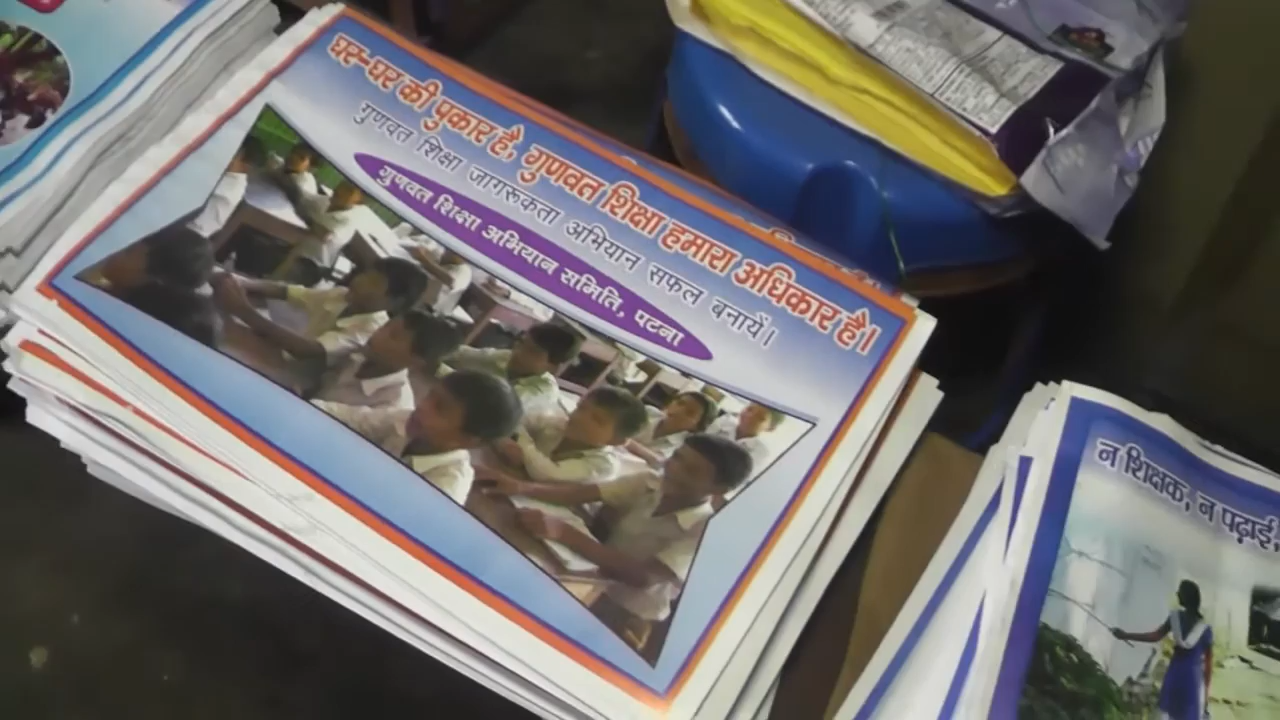 घर-घर की पुकार है, गुणवत शिक्षा हमारा अधिकार है।
गुणवत शिक्षा जागरूकता अभियान सफल बनायें।
गुणवत शिक्षा अभियान समिति, पटना
न शिक्षक, न पढ़ाई,